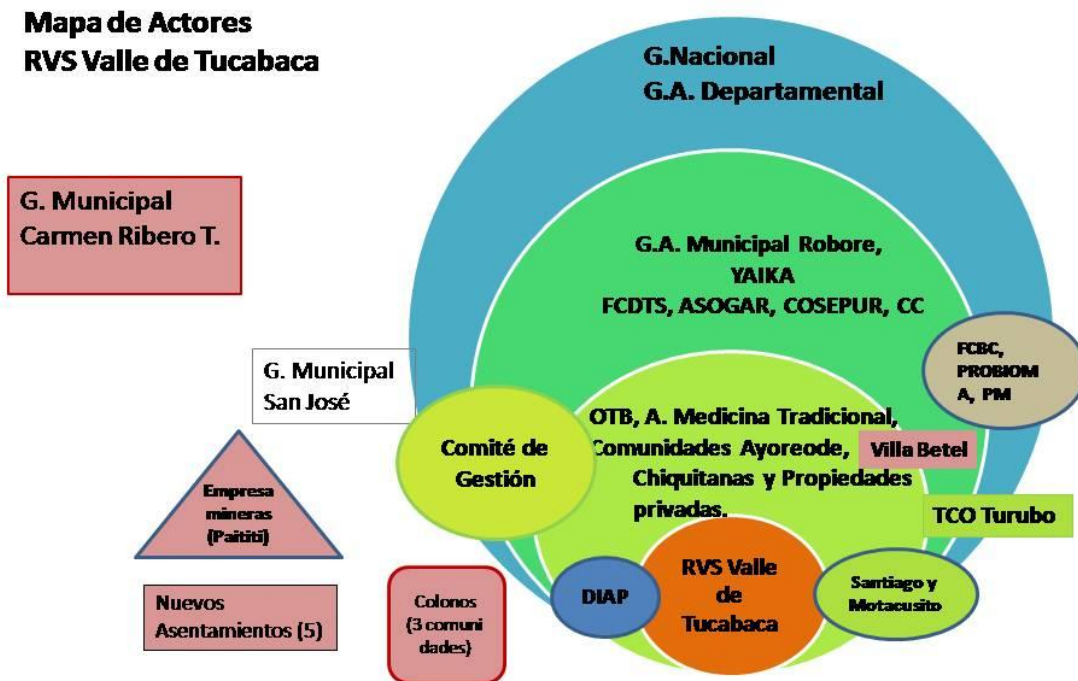 Mapa de Actores
RVS Valle de Tucabaca
G.Nacional
G.A. Departamental
G. Municipal
Carmen Ribero T.
G.A. Municipal Robore,
YAIKA
FCDTS, ASOGAR, COSEPUR, CC
G. Municipal
San José
FCBC,
PROBIOM
A, PM
Comité de
Gestión
OTB, A. Medicina Tradicional,
Comunidades Ayoreode,
Chiquitanas y Propiedades
privadas.
Villa Betel
Empresa
mineras
(Paititi)
TCO Turubo
Nuevos
Asentamientos (5)
Colonos
(3 comuni
dades)
DIAP
RVS Valle
de
Tucabaca
Santiago y
Motacusito